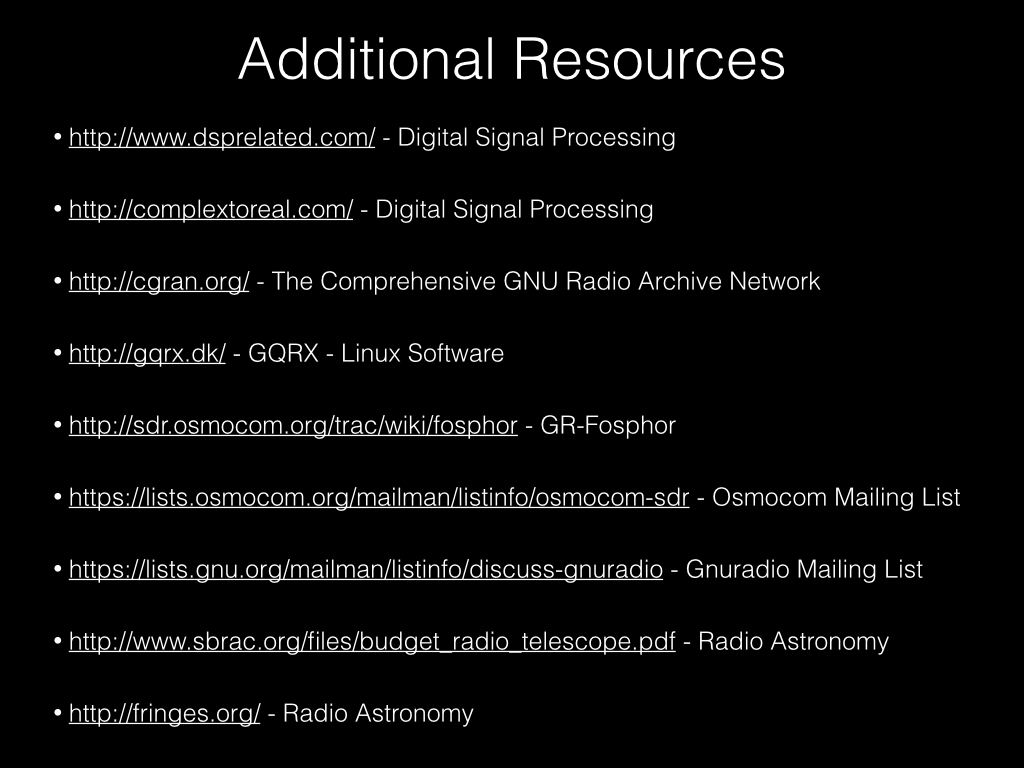 Additional Resources
• http://www.dsprelated.com/ - Digital Signal Processing
• http://complextoreal.com/ - Digital Signal Processing
• http://cgran.org/ - The Comprehensive GNU Radio Archive Network
• http://gqrx.dk/ - GQRX - Linux Software
• http://sdr.osmocom.org/trac/wiki/fosphor - GR-Fosphor
• https://lists.osmocom.org/mailman/listinfo/osmocom-sdr - Osmocom Mailing List
• https://lists.gnu.org/mailman/listinfo/discuss-gnuradio - Gnuradio Mailing List
• http://www.sbrac.org/files/budget_radio_telescope.pdf - Radio Astronomy
• http://fringes.org/ - Radio Astronomy